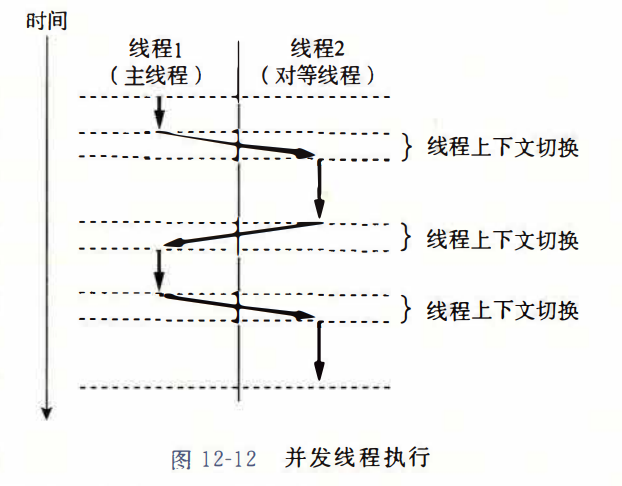 时间
线程1
（主线程）
线程2
（对等线程）
线程上下文切换
线程上下文切换
线程上下文切换
图 12-12 并发线程执行